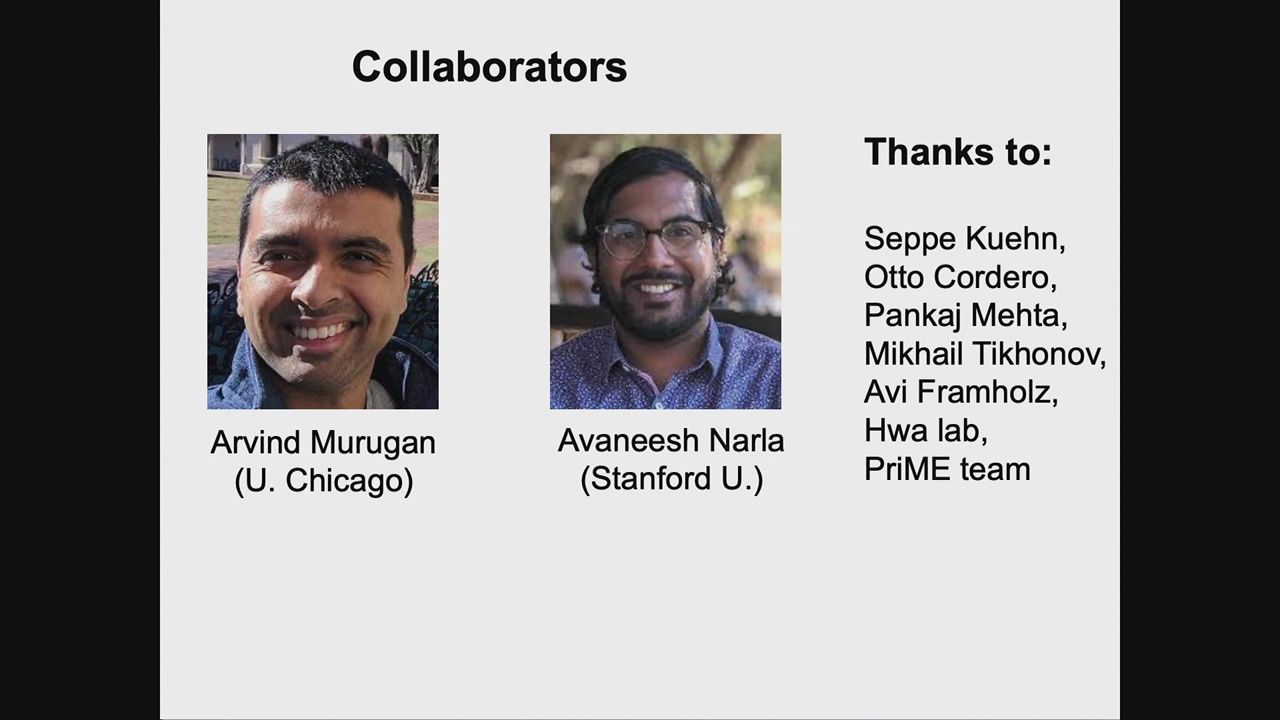 Collaborators
Arvind Murugan
(U. Chicago)
Avaneesh Narla
(Stanford U.)
Thanks to:
Seppe Kuehn,
Otto Cordero,
Pankaj Mehta,
Mikhail Tikhonov,
Avi Framholz,
Hwa lab,
PriME team